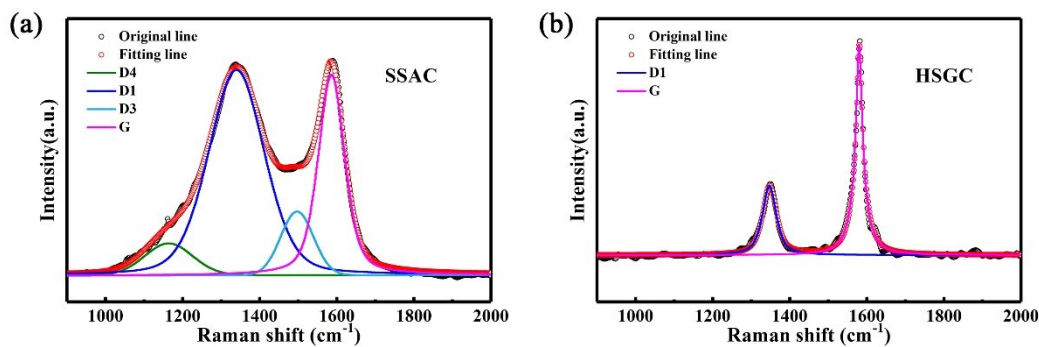 (a)
Original line
Fitting line
D4
D1
D3
G
SSAC
Intensity(a.u.)
1000 1200 1400 1600 1800 2000
Raman shift (cm⁻¹)
(b)
Original line
Fitting line
D1
G
HSGC
Intensity(a.u.)
1000 1200 1400 1600 1800 2000
Raman shift (cm⁻¹)